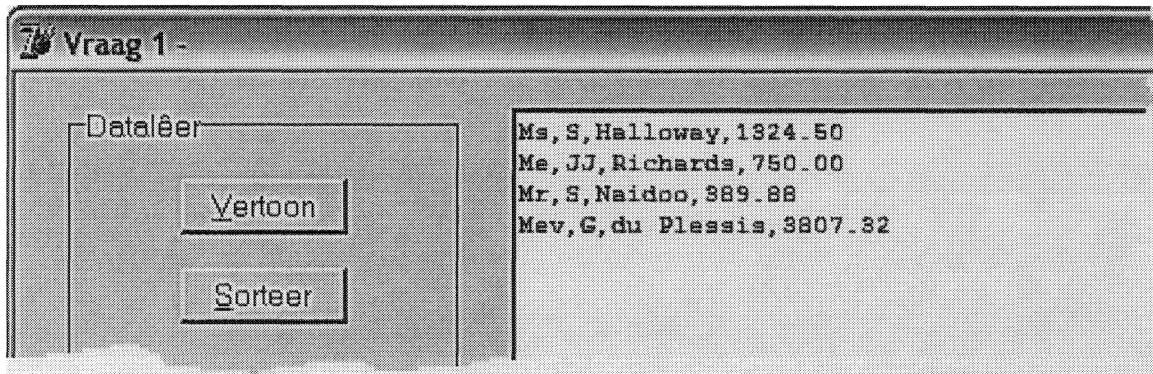 Vraag 1 -
Datalêer
Vertoon
Sorteer
Ms,S,Halloway,1324.50
Me,JJ,Richards,750.00
Mr,S,Naidoo,389.88
Mev,G,du Plessis,3807.32